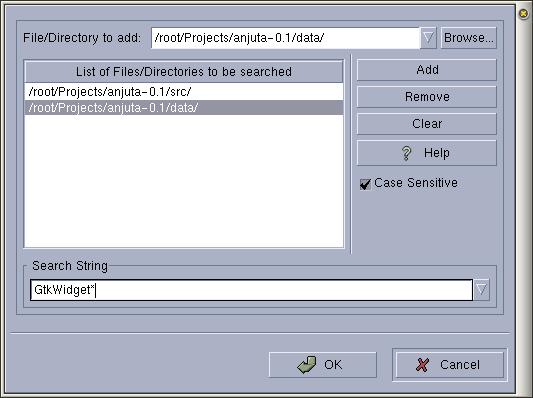 File/Directory to add: /root/Projects/anjuta-0.1/data/ Browse...
List of Files/Directories to be searched
/root/Projects/anjuta-0.1/src/
/root/Projects/anjuta-0.1/data/
Add
Remove
Clear
Help
Case Sensitive
Search String
GtkWidget*
OK Cancel